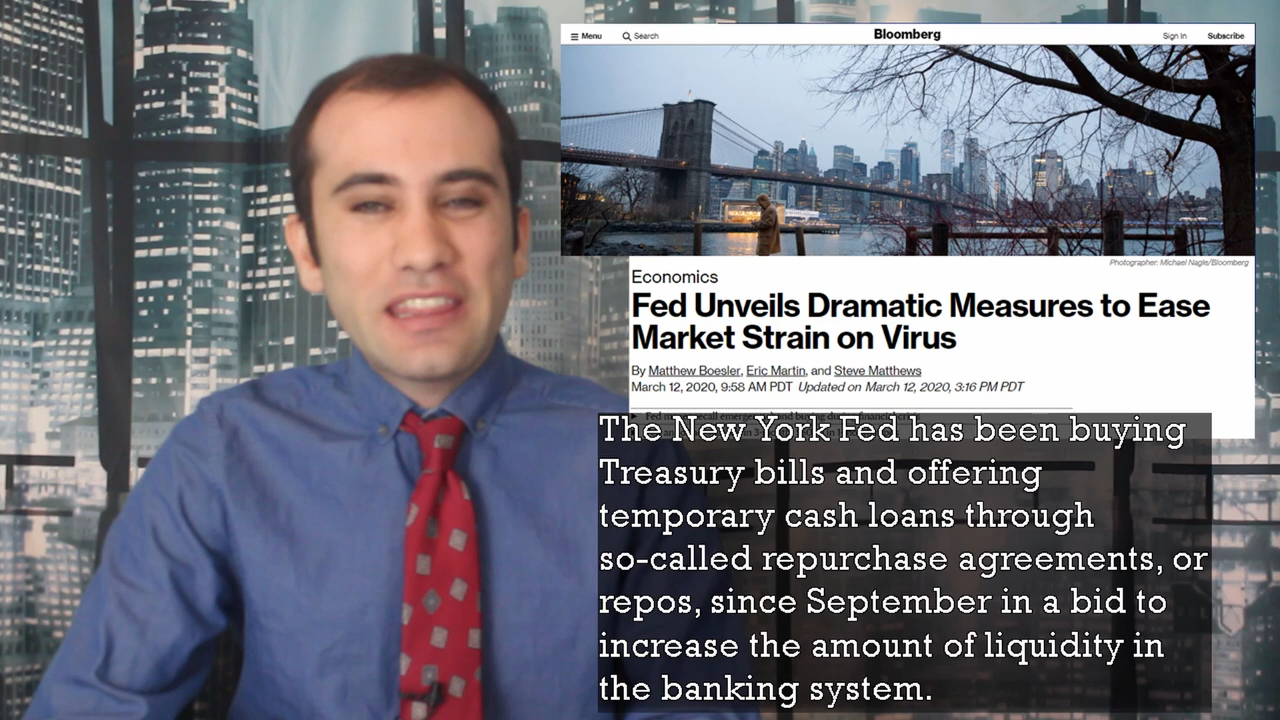 Menu
Search
Bloomberg
Sign In
Subscribe
Photographer: Michael Nagle/Bloomberg
Economics
Fed Unveils Dramatic Measures to Ease
Market Strain on Virus
By Matthew Boesler, Eric Martin, and Steve Matthews
March 12, 2020, 9:58 AM PDT Updated on March 12, 2020, 3:16 PM PDT
The New York Fed has been buying
Treasury bills and offering
temporary cash loans through
so-called repurchase agreements, or
repos, since September in a bid to
increase the amount of liquidity in
the banking system.